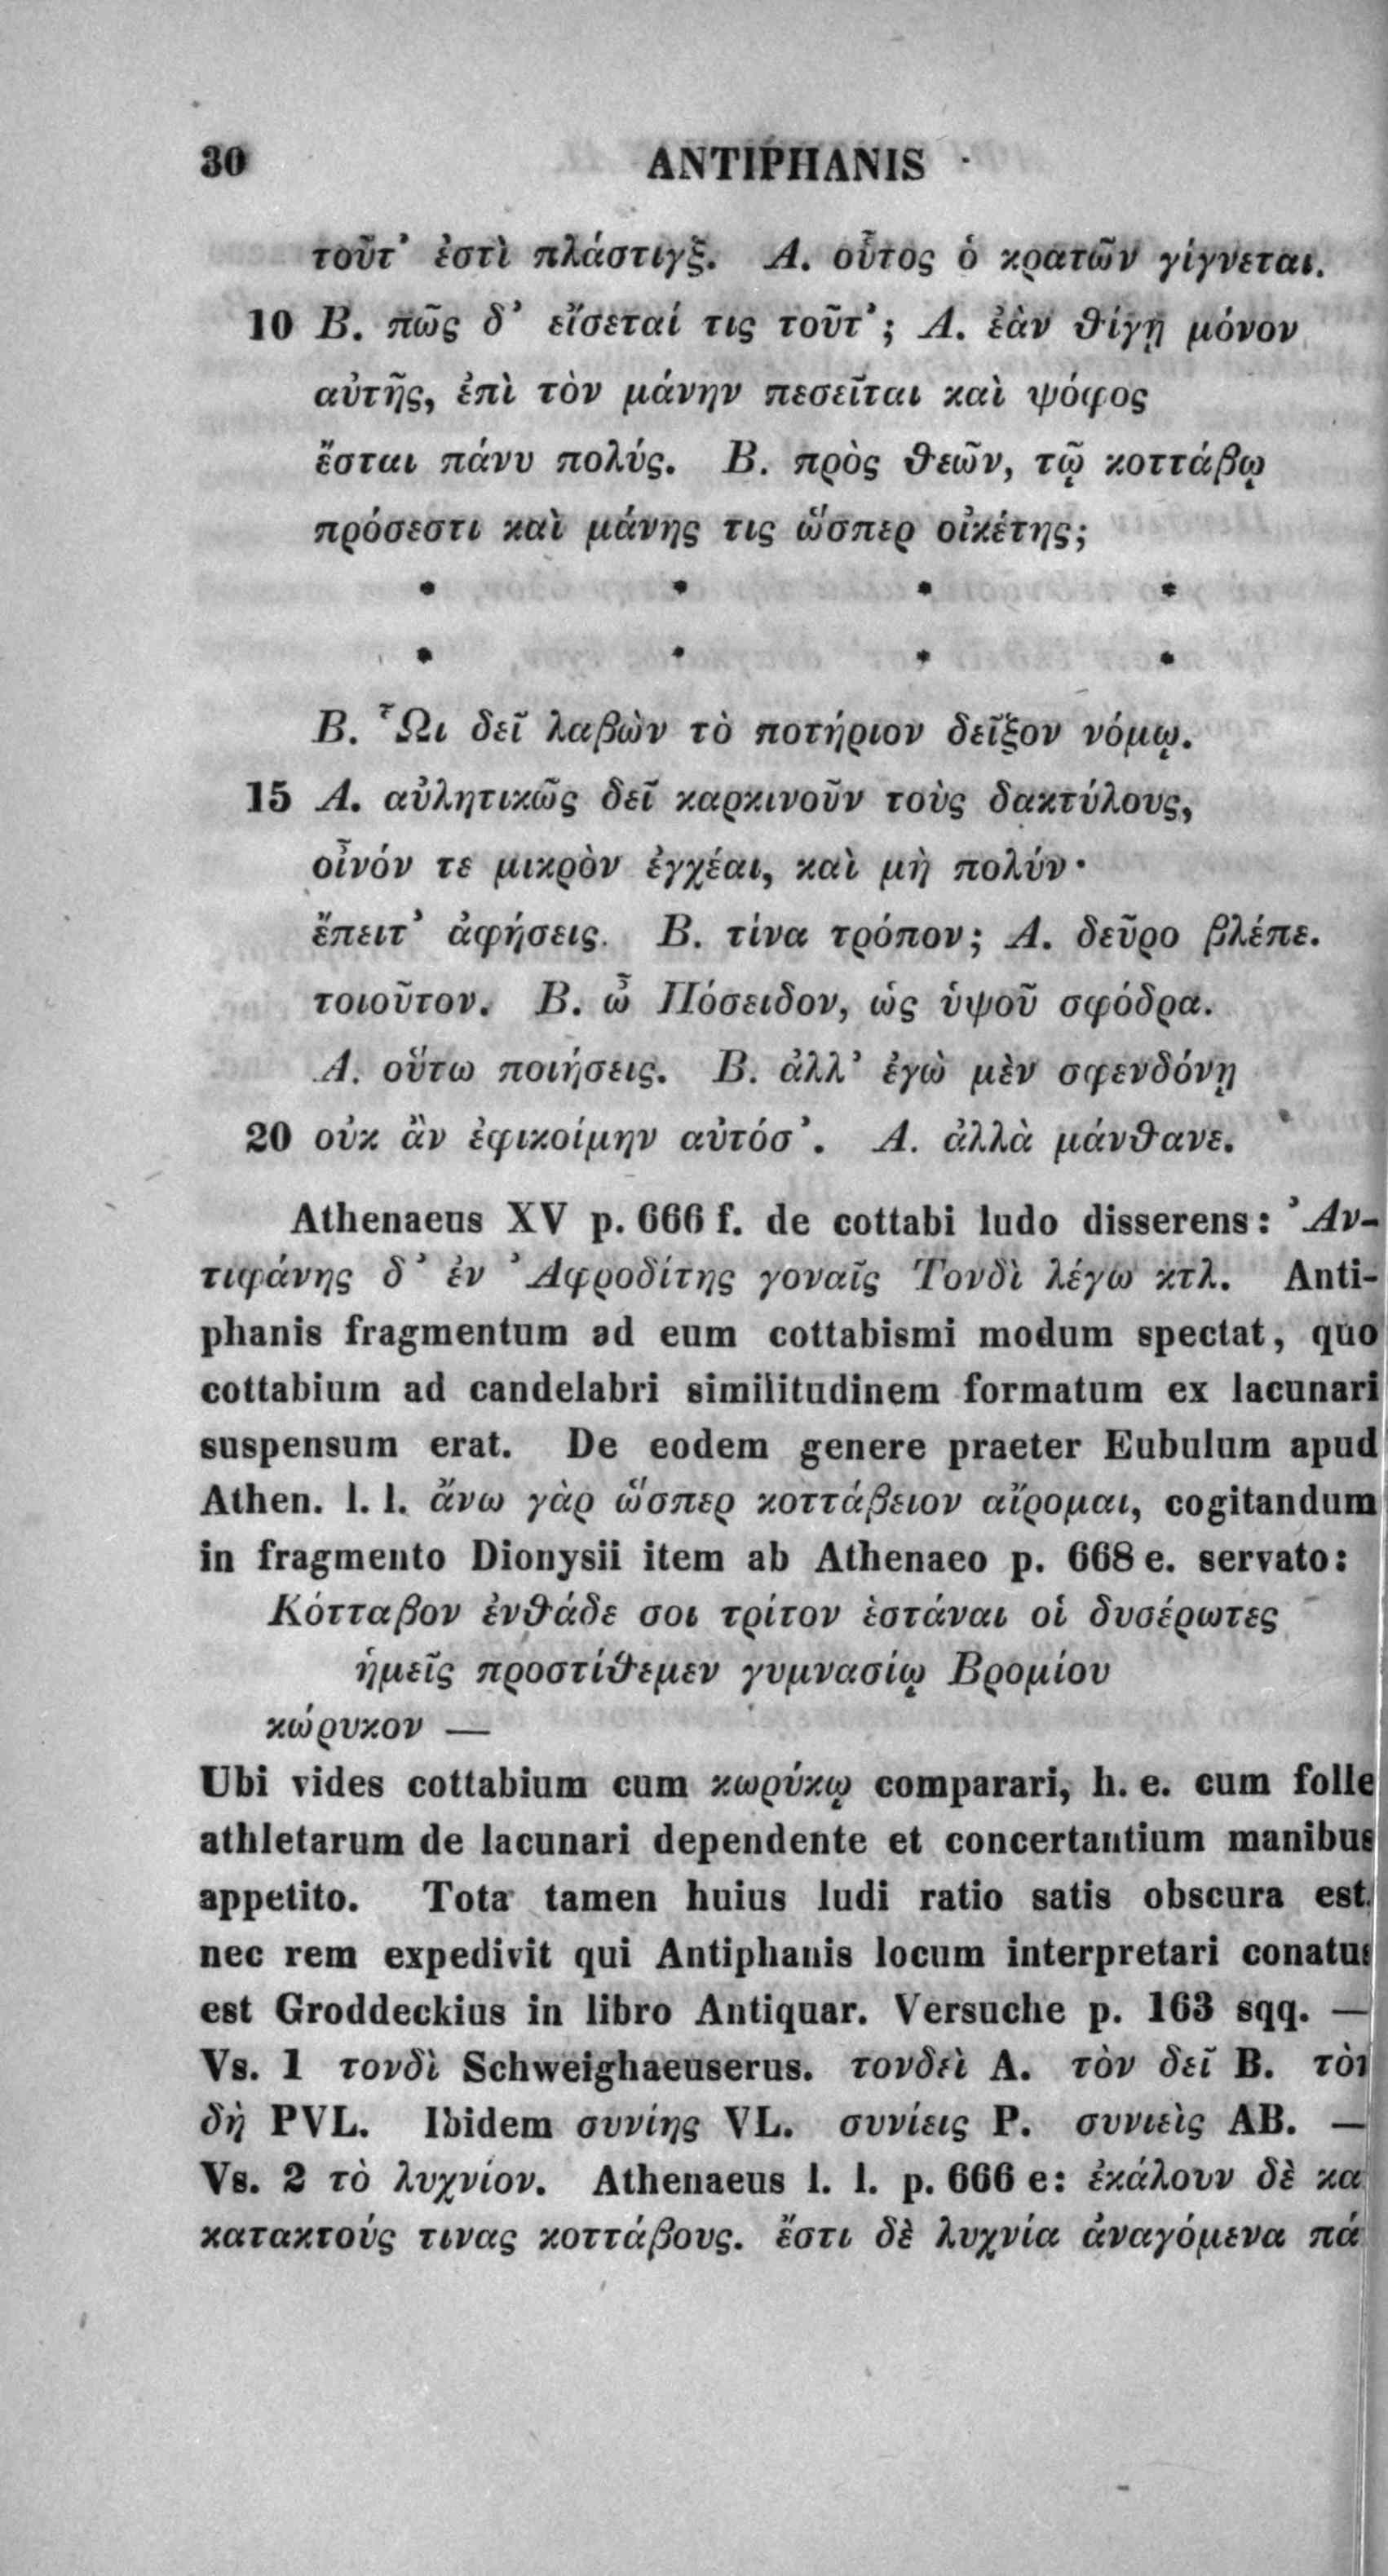 30 ANTIPHANIS
τοῦτ’ ἐστὶ πλάστιγξ. Α. οὗτος ὁ κρατῶν γίγνεται.
10 Β. πῶς δ’ εἴσεταί τις τοῦτ’; Α. ἐὰν θίγῃ μόνον
αὐτῆς, ἐπὶ τὸν μάνην πεσεῖται καὶ ψόφος
ἔσται πάνυ πολύς. Β. πρὸς θεῶν, τῷ κοττάβῳ
πρόσεστι καὶ μάνης τις ὥσπερ οἰκέτης;
* * * *
* * * *
Β. Ὧι δεῖ λαβὼν τὸ ποτήριον δεῖξον νόμῳ.
15 Α. αὐλητικῶς δεῖ καρκινοῦν τοὺς δακτύλους,
οἶνόν τε μικρὸν ἐγχέαι, καὶ μὴ πολύν·
ἔπειτ’ ἀφήσεις. Β. τίνα τρόπον; Α. δεῦρο βλέπε.
τοιοῦτον. Β. ὦ Πόσειδον, ὡς ὑψοῦ σφόδρα.
Α. οὕτω ποιήσεις. Β. ἀλλ’ ἐγὼ μὲν σφενδόνῃ
20 οὐκ ἂν ἐφικοίμην αὐτόσ’. Α. ἀλλὰ μάνθανε.
Athenaeus XV p. 666 f. de cottabi ludo disserens: Ἀν-
τιφάνης δ’ ἐν Ἀφροδίτης γοναῖς Τονδὶ λέγω κτλ. Anti-
phanis fragmentum ad eum cottabismi modum spectat, quo
cottabium ad candelabri similitudinem formatum ex lacunari
suspensum erat. De eodem genere praeter Eubulum apud
Athen. l. l. ἄνω γὰρ ὥσπερ κοττάβειον αἴρομαι, cogitandum
in fragmento Dionysii item ab Athenaeo p. 668 e. servato:
Κότταβον ἐνθάδε σοι τρίτον ἑστάναι οἱ δυσέρωτες
ἡμεῖς προστίθεμεν γυμνασίῳ Βρομίου
κώρυκον —
Ubi vides cottabium cum κωρύκῳ comparari, h. e. cum folle
athletarum de lacunari dependente et concertantium manibus
appetito. Tota tamen huius ludi ratio satis obscura est.
nec rem expedivit qui Antiphanis locum interpretari conatus
est Groddeckius in libro Antiquar. Versuche p. 163 sqq. —
Vs. 1 τονδὶ Schweighaeuserus. τονδεὶ A. τὸν δεῖ B.
δὴ PVL. Ibidem συνίης VL. συνίεις P. συνιεὶς AB. —
Vs. 2 τὸ λυχνίον. Athenaeus l. l. p. 666 e: ἐκάλουν δὲ κα
κατακτούς τινας κοττάβους. ἔστι δὲ λυχνία ἀναγόμενα πά